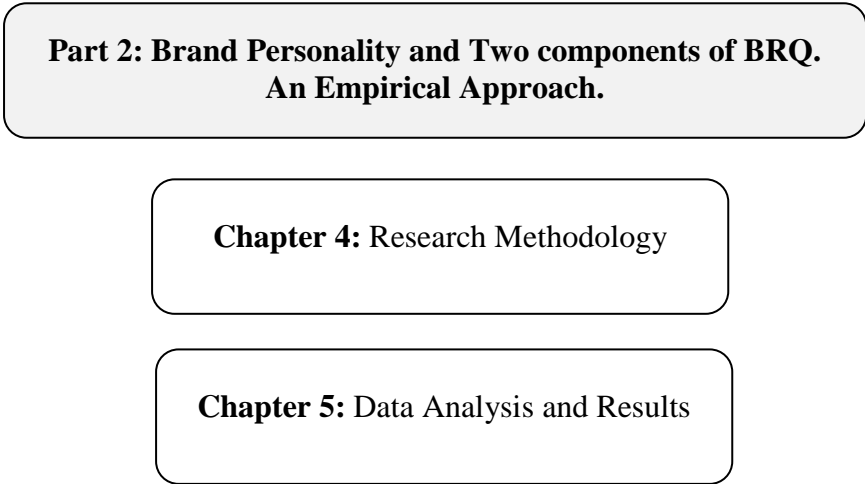 Part 2: Brand Personality and Two components of BRQ.
An Empirical Approach.
Chapter 4: Research Methodology
Chapter 5: Data Analysis and Results